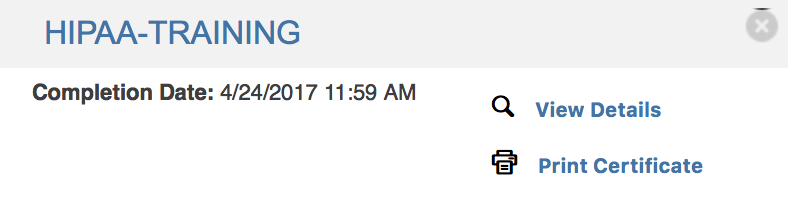 HIPAA-TRAINING
Completion Date: 4/24/2017 11:59 AM
View Details
Print Certificate